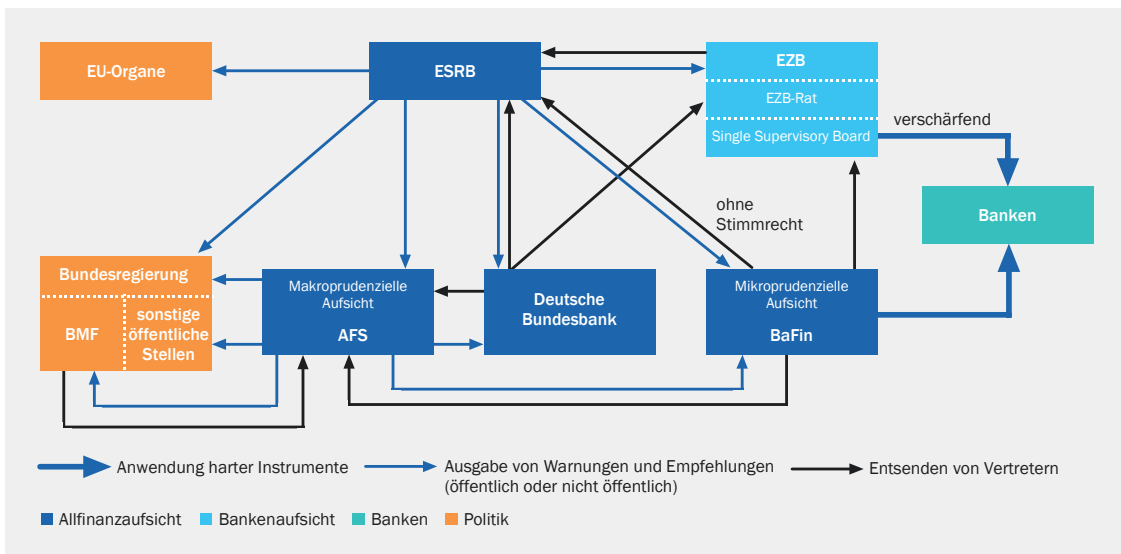 EU-Organe
ESRB
EZB
EZB-Rat
Single Supervisory Board
verschärfend
Banken
ohne
Stimmrecht
Bundesregierung
BMF
sonstige
öffentliche
Stellen
Makroprudenzielle
Aufsicht
AFS
Deutsche
Bundesbank
Mikroprudenzielle
Aufsicht
BaFin
Anwendung harter Instrumente
Ausgabe von Warnungen und Empfehlungen
(öffentlich oder nicht öffentlich)
Entsenden von Vertretern
Allfinanzaufsicht
Bankenaufsicht
Banken
Politik